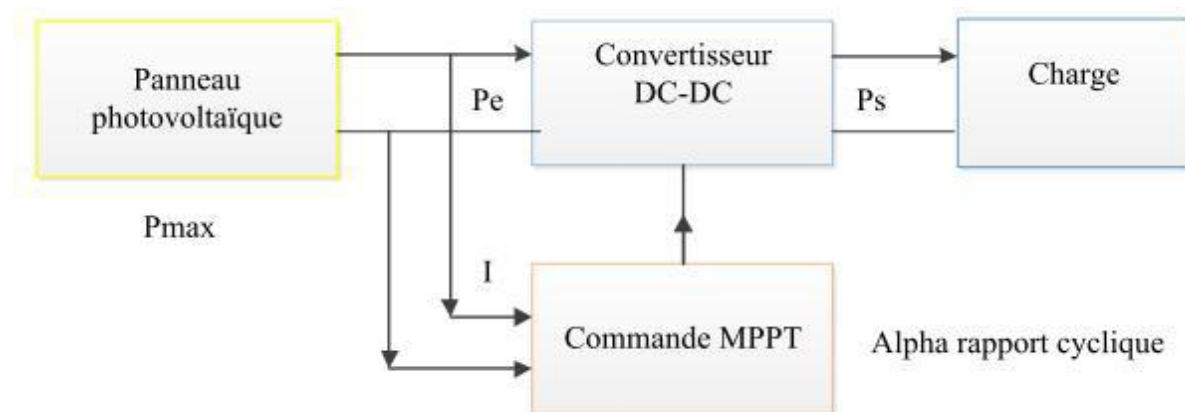 Panneau
photovoltaïque
Pe
Convertisseur
DC-DC
Ps
Charge
Pmax
I
Commande MPPT
Alpha rapport cyclique